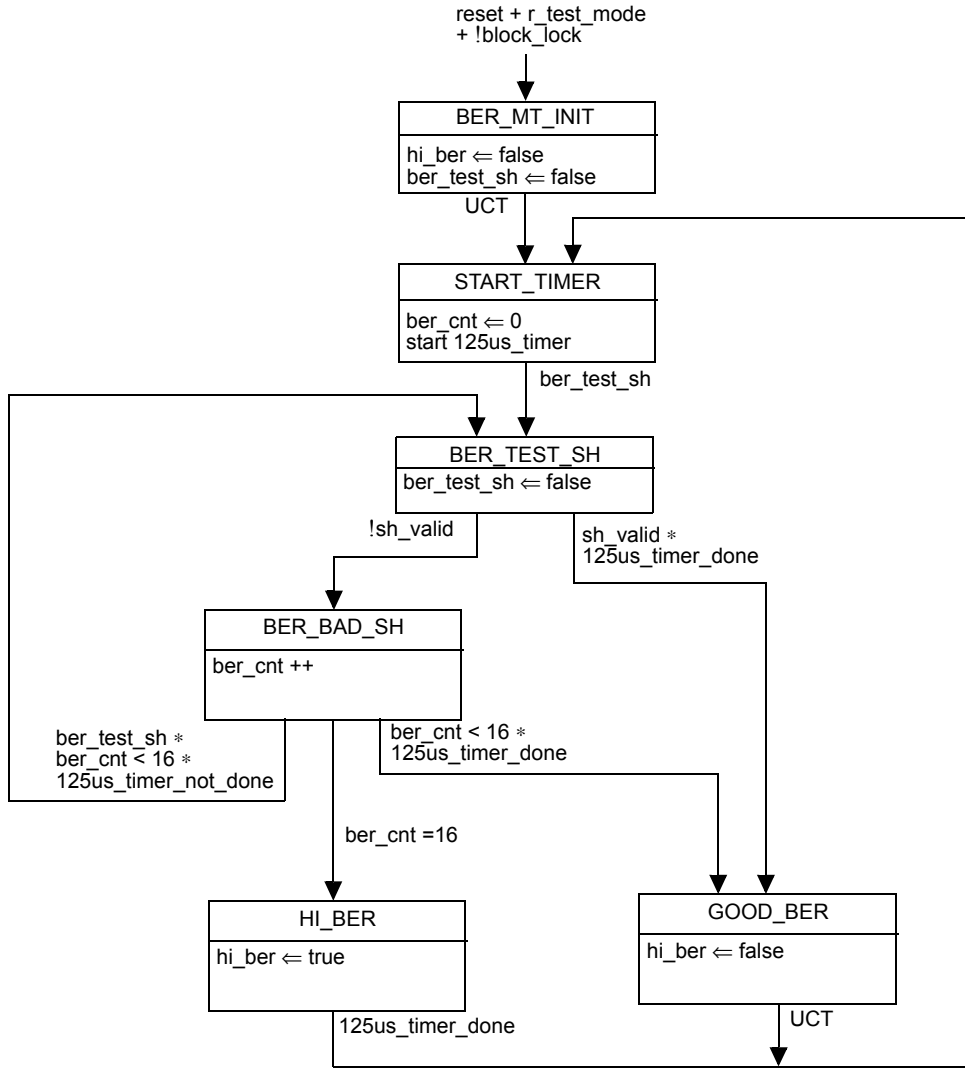 reset + r_test_mode
+ !block_lock
BER_MT_INIT
hi_ber ⇐ false
ber_test_sh ⇐ false
UCT
START_TIMER
ber_cnt ⇐ 0
start 125us_timer
ber_test_sh
BER_TEST_SH
ber_test_sh ⇐ false
!sh_valid
sh_valid *
125us_timer_done
BER_BAD_SH
ber_cnt ++
ber_test_sh *
ber_cnt < 16 *
125us_timer_not_done
ber_cnt < 16 *
125us_timer_done
ber_cnt =16
HI_BER
hi_ber ⇐ true
125us_timer_done
GOOD_BER
hi_ber ⇐ false
UCT